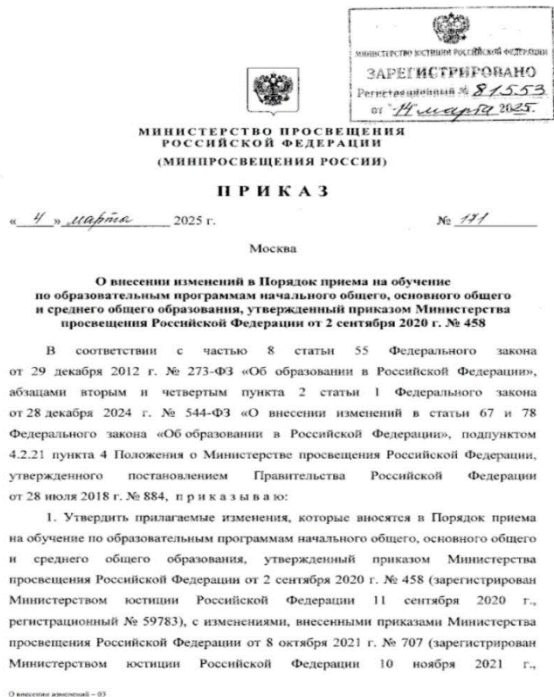 МИНИСТЕРСТВО ЮСТИЦИИ РОССИЙСКОЙ ФЕДЕРАЦИИ
ЗАРЕГИСТРИРОВАНО
Регистрационный № 81553
от "14 марта 2025.
МИНИСТЕРСТВО ПРОСВЕЩЕНИЯ
РОССИЙСКОЙ ФЕДЕРАЦИИ
(МИНПРОСВЕЩЕНИЯ РОССИИ)
ПРИКАЗ
« 4 » марта 2025 г. № 171
Москва
О внесении изменений в Порядок приема на обучение
по образовательным программам начального общего, основного общего
и среднего общего образования, утвержденный приказом Министерства
просвещения Российской Федерации от 2 сентября 2020 г. № 458
В соответствии с частью 8 статьи 55 Федерального закона
от 29 декабря 2012 г. № 273-ФЗ «Об образовании в Российской Федерации»,
абзацами вторым и четвертым пункта 2 статьи 1 Федерального закона
от 28 декабря 2024 г. № 544-ФЗ «О внесении изменений в статьи 67 и 78
Федерального закона «Об образовании в Российской Федерации», подпунктом
4.2.21 пункта 4 Положения о Министерстве просвещения Российской Федерации,
утвержденного постановлением Правительства Российской Федерации
от 28 июля 2018 г. № 884, п р и к а з ы в а ю:
1. Утвердить прилагаемые изменения, которые вносятся в Порядок приема
на обучение по образовательным программам начального общего, основного общего
и среднего общего образования, утвержденный приказом Министерства
просвещения Российской Федерации от 2 сентября 2020 г. № 458 (зарегистрирован
Министерством юстиции Российской Федерации 11 сентября 2020 г.,
регистрационный № 59783), с изменениями, внесенными приказами Министерства
просвещения Российской Федерации от 8 октября 2021 г. № 707 (зарегистрирован
Министерством юстиции Российской Федерации 10 ноября 2021 г.,
О внесении изменений – 03